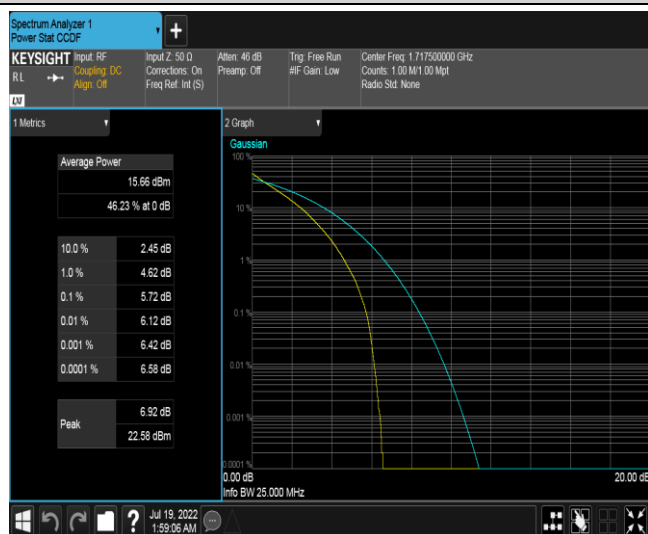 Spectrum Analyzer 1
Power Stat CCDF
KEYSIGHT
Input: RF
Coupling: DC
Align: Off
Input Z: 50 Ω
Corrections: On
Freq Ref: Int (S)
Atten: 46 dB
Preamp: Off
Trig: Free Run
#IF Gain: Low
Center Freq: 1.717500000 GHz
Counts: 1.00 M/1.00 Mpt
Radio Std: None
RL
LXI
1 Metrics
Average Power
15.66 dBm
46.23 % at 0 dB
10.0 % 2.45 dB
1.0 % 4.62 dB
0.1 % 5.72 dB
0.01 % 6.12 dB
0.001 % 6.42 dB
0.0001 % 6.58 dB
Peak 6.92 dB
22.58 dBm
2 Graph
Gaussian
100 %
10 %
1 %
0.1 %
0.01 %
0.001 %
0.0001 %
0.00 dB 20.00 dB
Info BW 25.000 MHz
?
Jul 19, 2022
1:59:06 AM